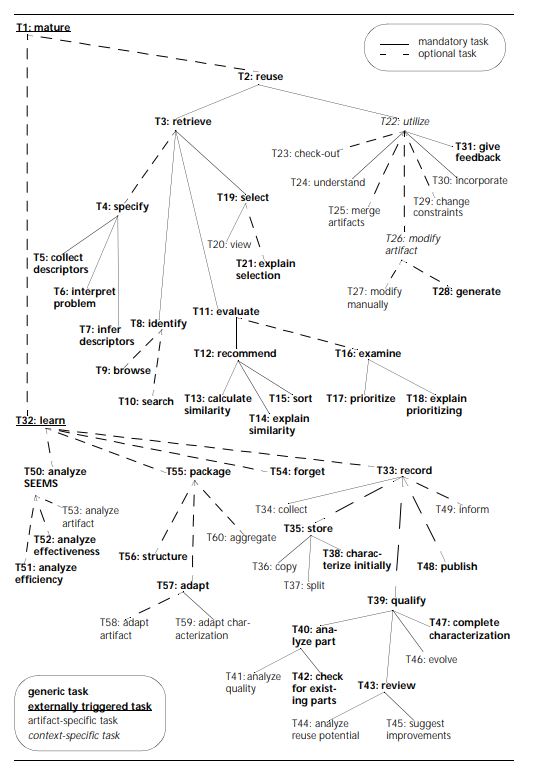 T1: mature
mandatory task
optional task
T2: reuse
T3: retrieve
T22: utilize
T23: check-out
T31: give
feedback
T24: understand
T30: incorporate
T19: select
T4: specify
T25: merge
artifacts
T29: change
constraints
T20: view
T26: modify
artifact
T5: collect
descriptors
T21: explain
selection
T6: interpret
problem
T27: modify
manually
T28: generate
T11: evaluate
T7: infer
descriptors
T8: identify
T12: recommend
T16: examine
T9: browse
T10: search
T13: calculate
similarity
T15: sort
T14: explain
similarity
T17: prioritize
T18: explain
prioritizing
T32: learn
T50: analyze
SEEMS
T55: package
T54: forget
T33: record
T53: analyze
artifact
T34: collect
T49: inform
T52: analyze
effectiveness
T60: aggregate
T35: store
T51: analyze
efficiency
T56: structure
T36: copy
T38: charac-
terize initially
T48: publish
T37: split
T57: adapt
T39: qualify
T58: adapt
artifact
T59: adapt char-
acterization
T40: ana-
lyze part
T47: complete
characterization
T46: evolve
T41: analyze
quality
T42: check
for exist-
ing parts
T43: review
T44: analyze
reuse potential
T45: suggest
improvements
generic task
externally triggered task
artifact-specific task
context-specific task